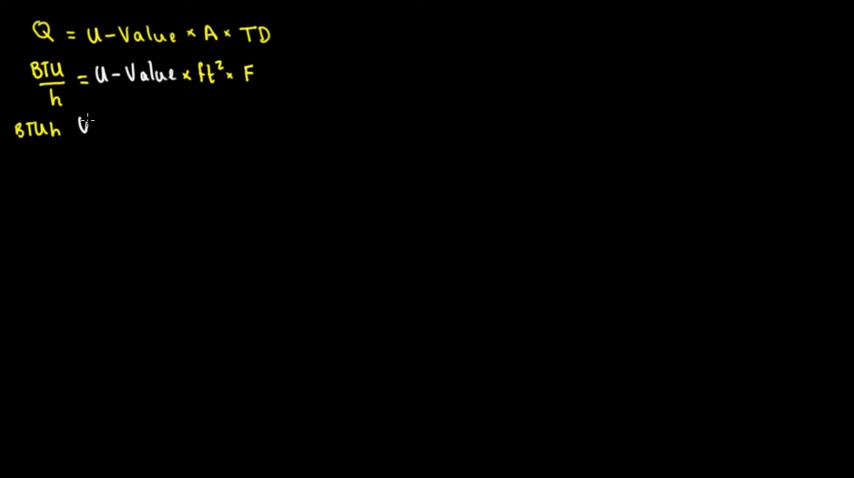 Q = U-Value × A × TD
BTU/h = U-Value × ft² × F
BTUh U